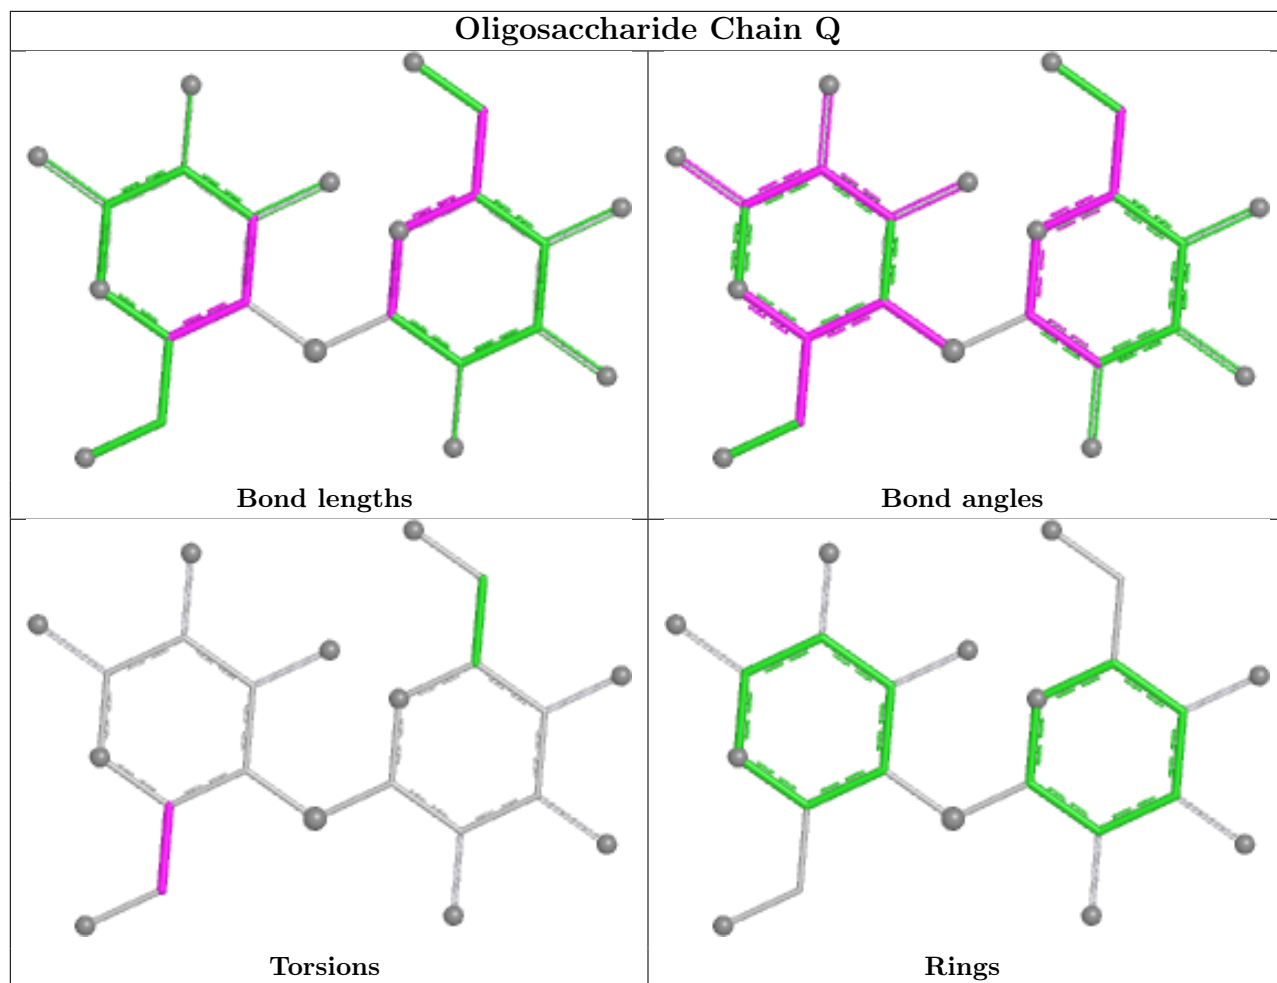 Oligosaccharide Chain Q
Bond lengths
Bond angles
Torsions
Rings